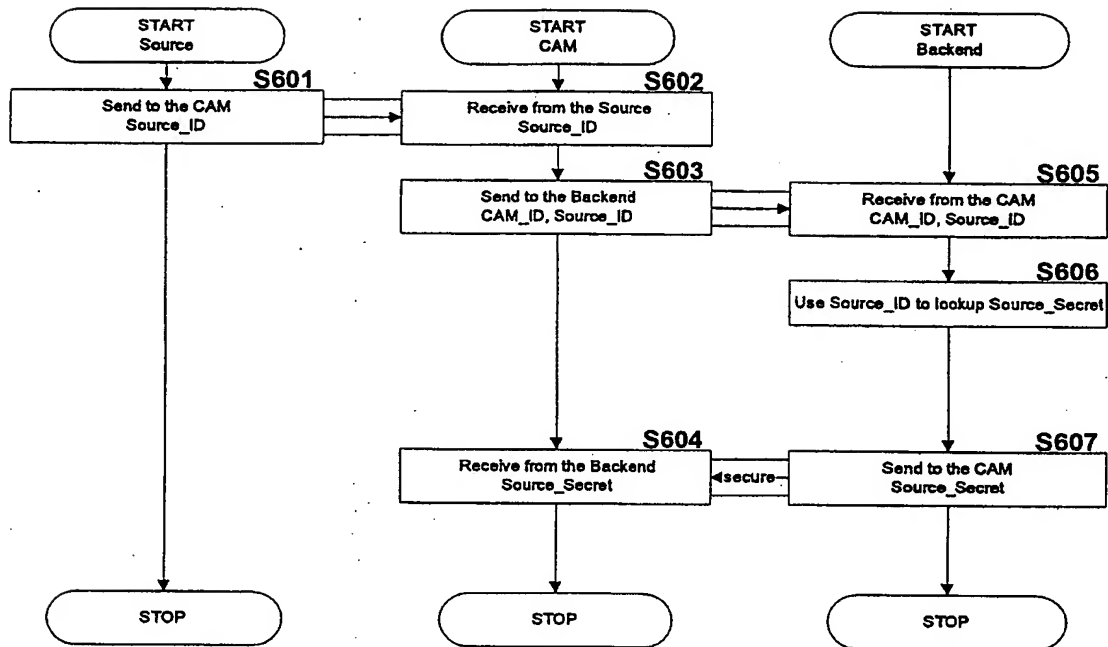 START
Source
START
CAM
START
Backend
S601
Send to the CAM
Source_ID
S602
Receive from the Source
Source_ID
S603
Send to the Backend
CAM_ID, Source_ID
S605
Receive from the CAM
CAM_ID, Source_ID
S606
Use Source_ID to lookup Source_Secret
S604
Receive from the Backend
Source_Secret
secure
S607
Send to the CAM
Source_Secret
STOP
STOP
STOP